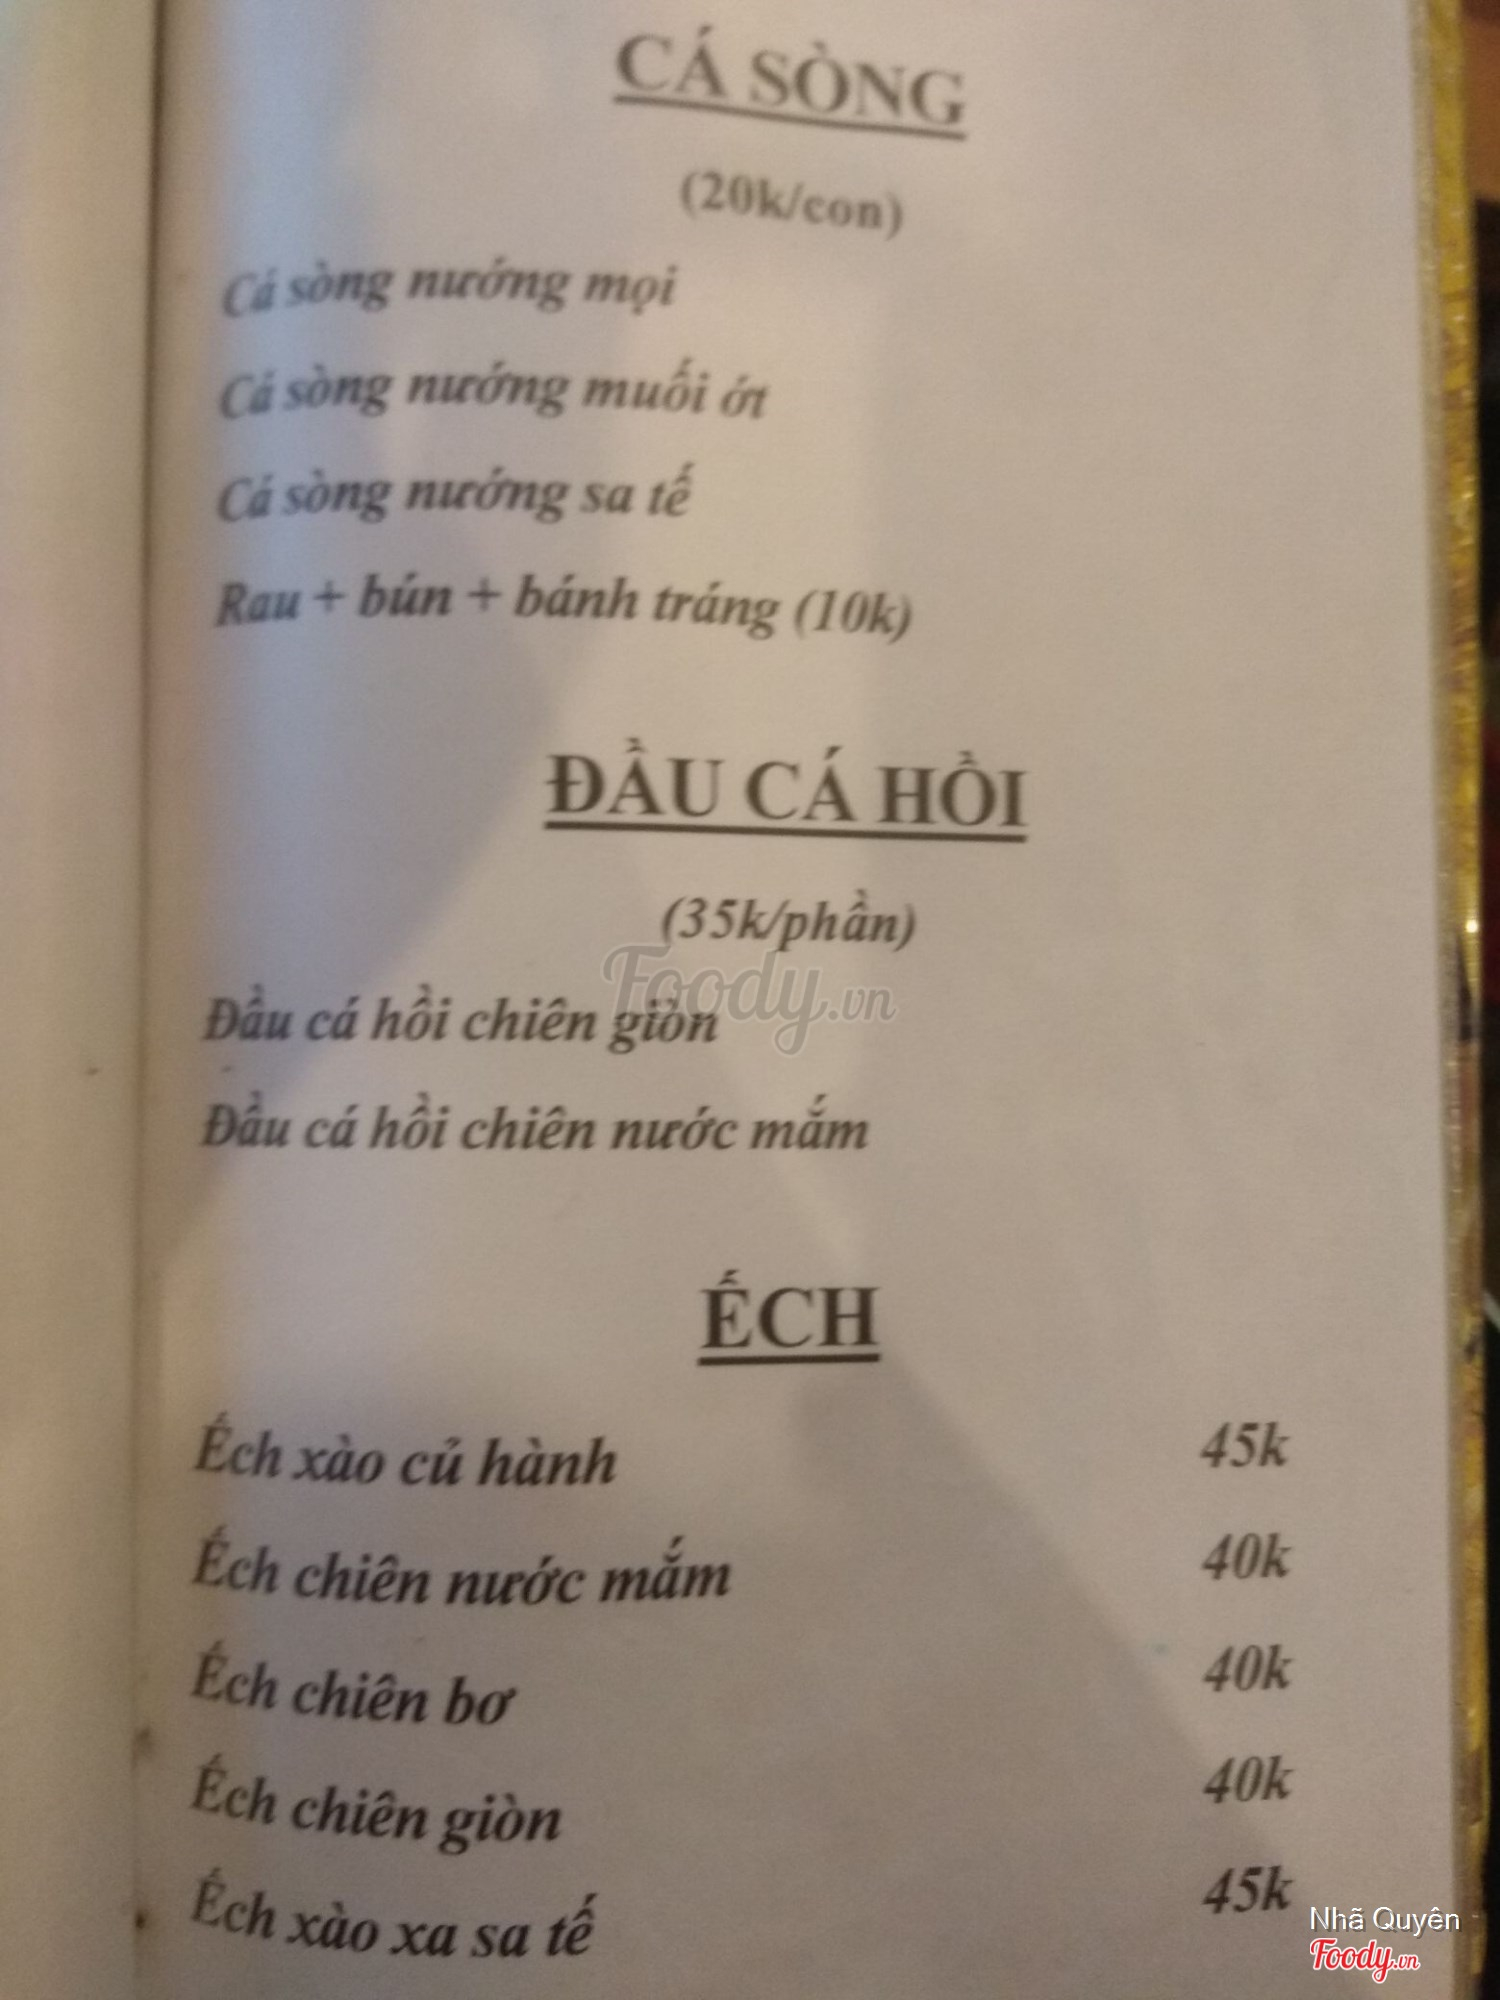 CÁ SÒNG
(20k/con)
Cá sòng nướng mọi
Cá sòng nướng muối ớt
Cá sòng nướng sa tế
Rau + bún + bánh tráng (10k)
ĐẦU CÁ HỒI
(35k/phần)
Foody.vn
Đầu cá hồi chiên giòn
Đầu cá hồi chiên nước mắm
ẾCH
Ếch xào củ hành 45k
Ếch chiên nước mắm 40k
Ếch chiên bơ 40k
Ếch chiên giòn 40k
Ếch xào xa sa tế 45k
Nhã Quyên
Foody.vn